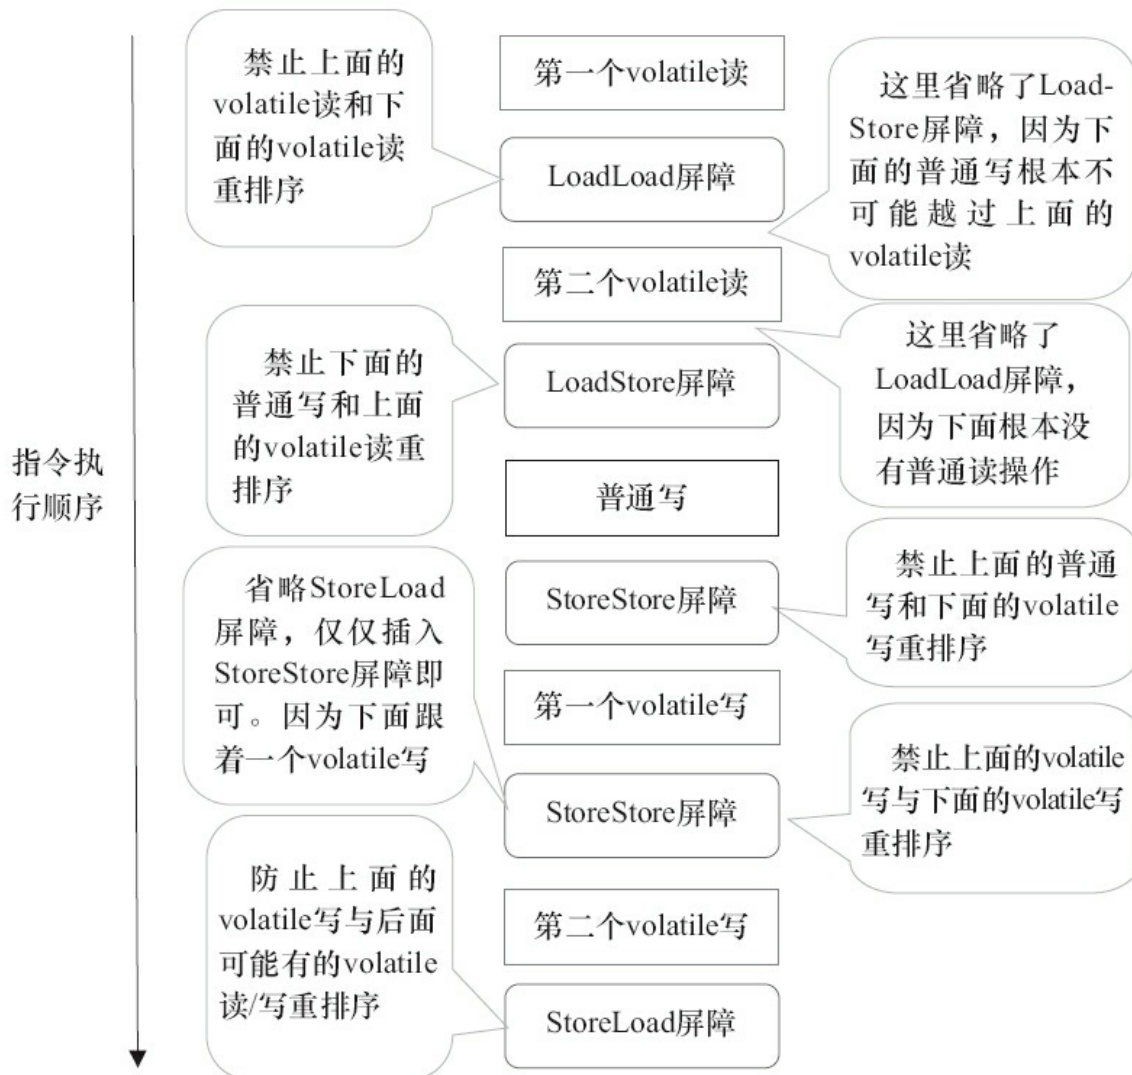 禁止上面的
volatile读和下
面的volatile读
重排序
第一个volatile读
这里省略了Load-
Store屏障，因为下
面的普通写根本不
可能越过上面的
volatile读
LoadLoad屏障
第二个volatile读
禁止下面的
普通写和上面
的volatile读重
排序
LoadStore屏障
这里省略了
LoadLoad屏障，
因为下面根本没
有普通读操作
指令执
行顺序
普通写
省略StoreLoad
屏障，仅仅插入
StoreStore屏障即
可。因为下面跟
着一个volatile写
StoreStore屏障
禁止上面的普通
写和下面的volatile
写重排序
第一个volatile写
StoreStore屏障
禁止上面的volatile
写与下面的volatile写
重排序
防止上面的
volatile写与后面
可能有的volatile
读/写重排序
第二个volatile写
StoreLoad屏障